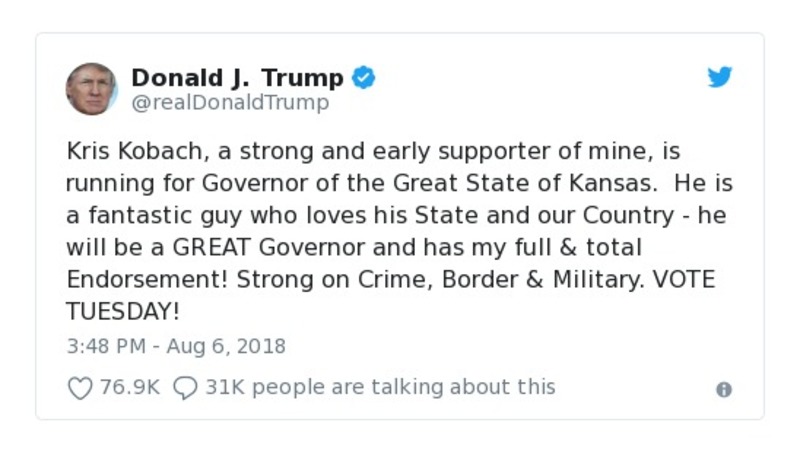 Donald J. Trump
@realDonaldTrump
Kris Kobach, a strong and early supporter of mine, is
running for Governor of the Great State of Kansas.  He is
a fantastic guy who loves his State and our Country - he
will be a GREAT Governor and has my full & total
Endorsement! Strong on Crime, Border & Military. VOTE
TUESDAY!
3:48 PM - Aug 6, 2018
76.9K 31K people are talking about this